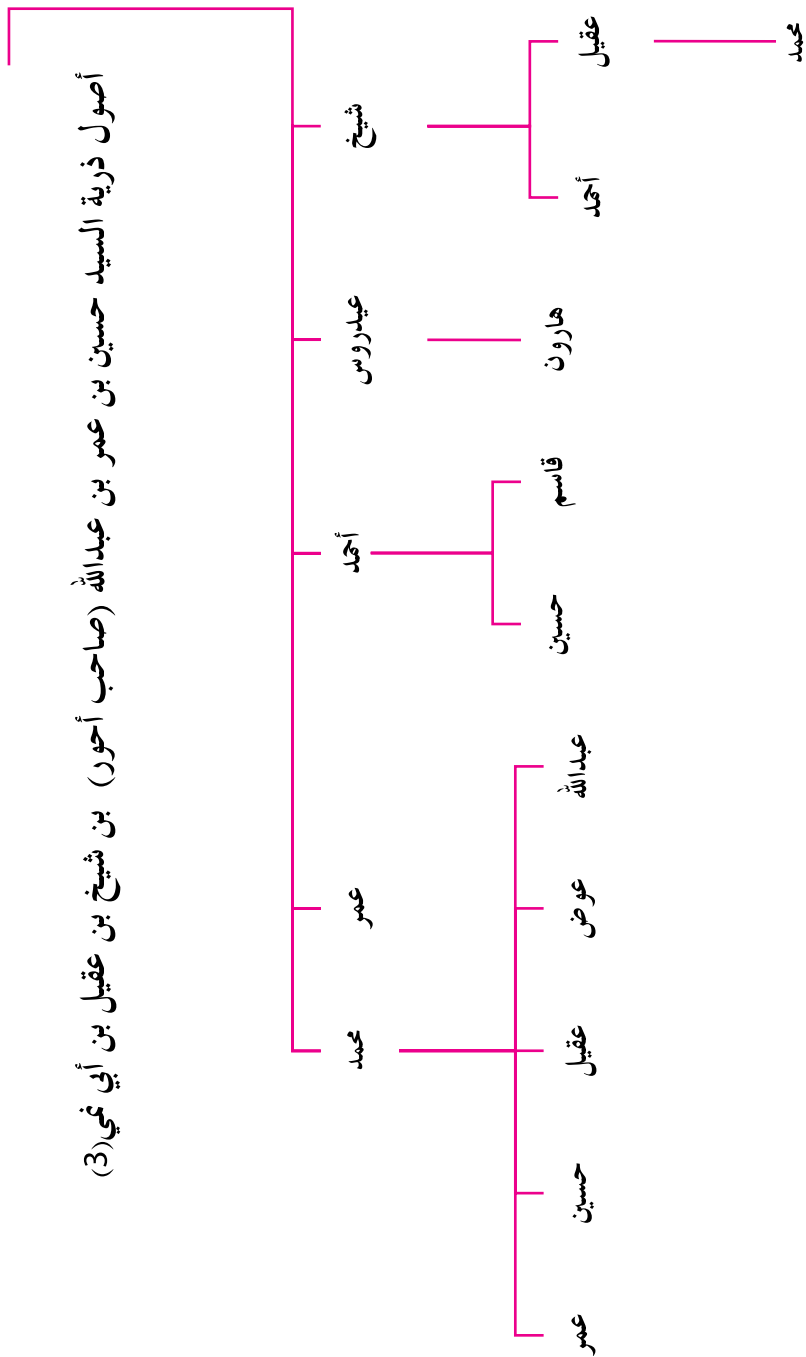 أصول ذرية السيد حسين بن عمر بن عبدالله (صاحب أحور) بن شيخ بن عقيل بن أبي نمي(3)
شيخ
عيدروس
أحمد
عمر
محمد
عقيل
أحمد
هارون
قاسم
حسين
عبدالله
عوض
عقيل
حسين
عمر
محمد